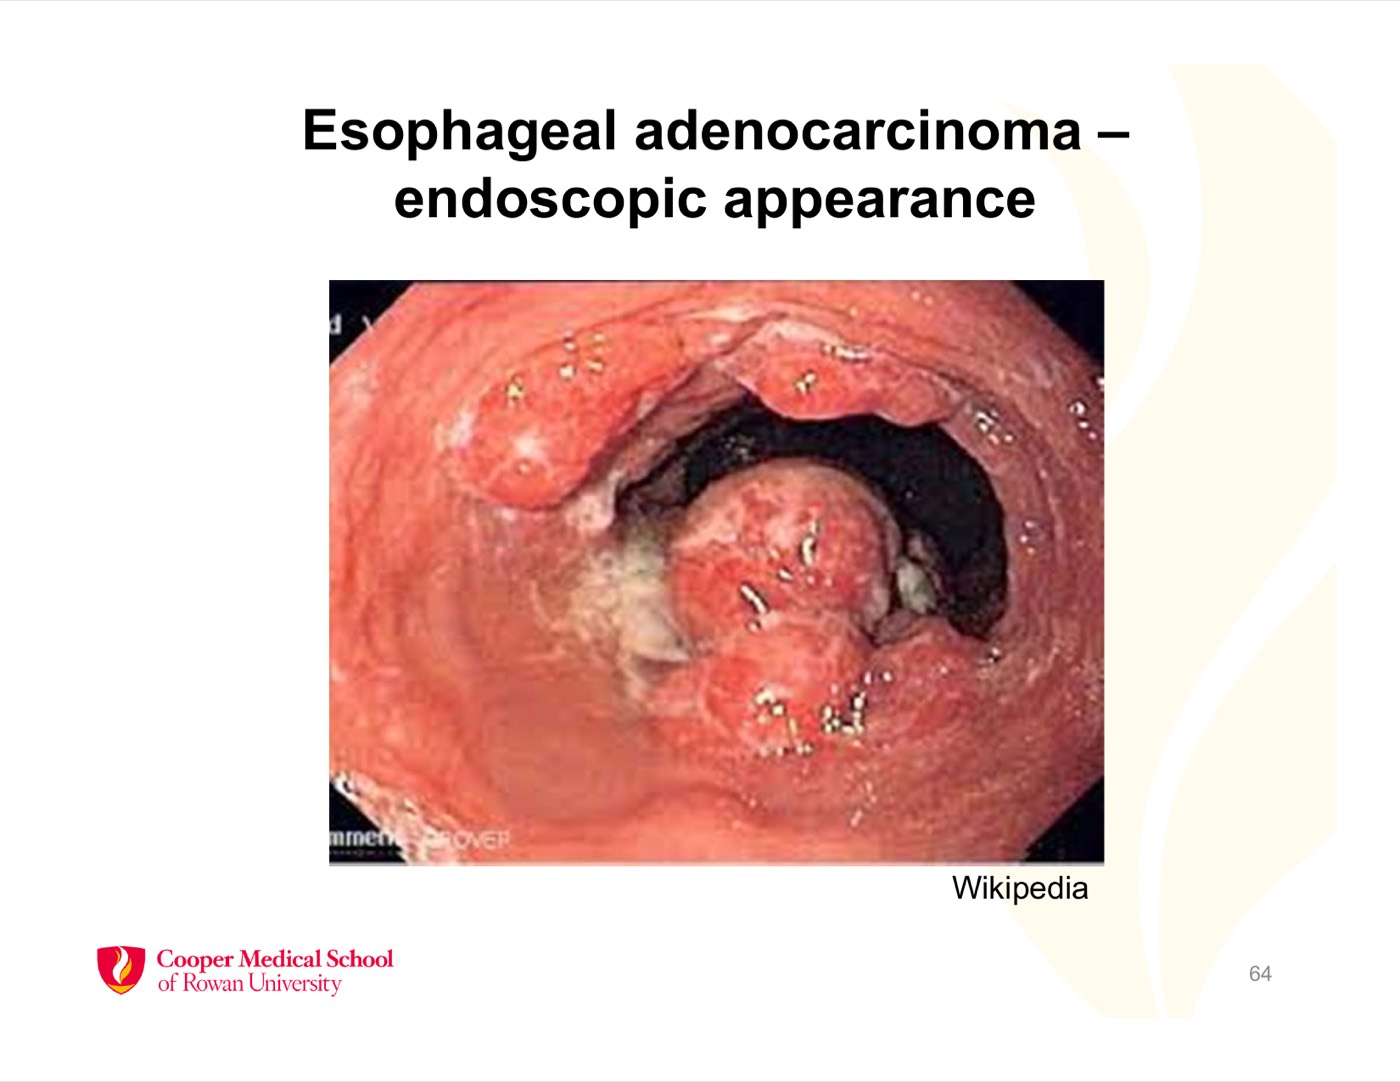 Esophageal adenocarcinoma –
endoscopic appearance
Wikipedia
Cooper Medical School
of Rowan University
64